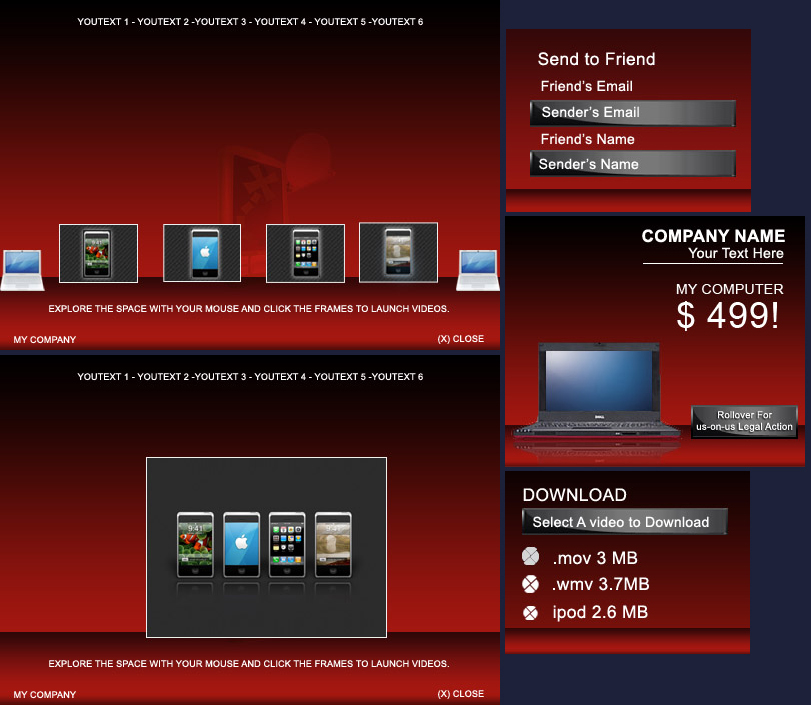 YOUTEXT 1 - YOUTEXT 2 -YOUTEXT 3 - YOUTEXT 4 - YOUTEXT 5 -YOUTEXT 6
9:41
EXPLORE THE SPACE WITH YOUR MOUSE AND CLICK THE FRAMES TO LAUNCH VIDEOS.
MY COMPANY
(X) CLOSE
YOUTEXT 1 - YOUTEXT 2 -YOUTEXT 3 - YOUTEXT 4 - YOUTEXT 5 -YOUTEXT 6
9:41
9:41
EXPLORE THE SPACE WITH YOUR MOUSE AND CLICK THE FRAMES TO LAUNCH VIDEOS.
MY COMPANY
(X) CLOSE
Send to Friend
Friend's Email
Sender's Email
Friend's Name
Sender's Name
COMPANY NAME
Your Text Here
MY COMPUTER
$ 499!
DELL
Rollover For
us-on-us Legal Action
DOWNLOAD
Select A video to Download
.mov 3 MB
.wmv 3.7MB
ipod 2.6 MB